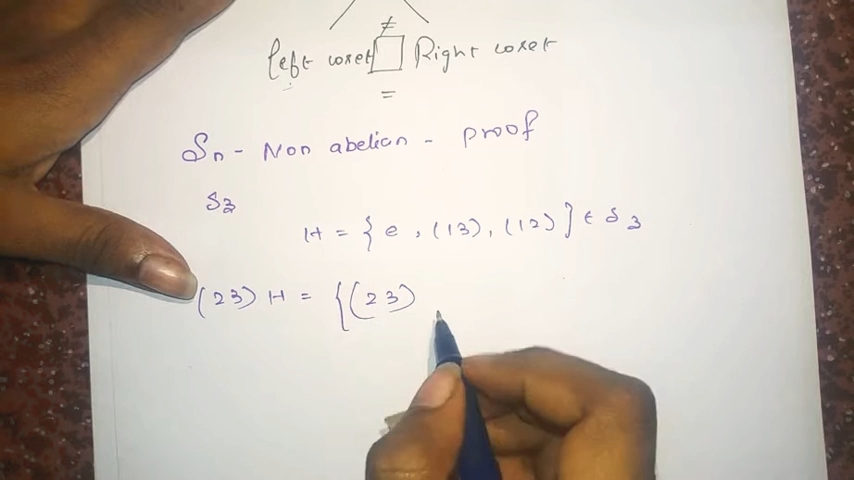 ≠
left coset Right coset
=
Sn - Non abelian - proof
S3
H = { e , (13), (12) } ∈ S3
(23) H = { (23)